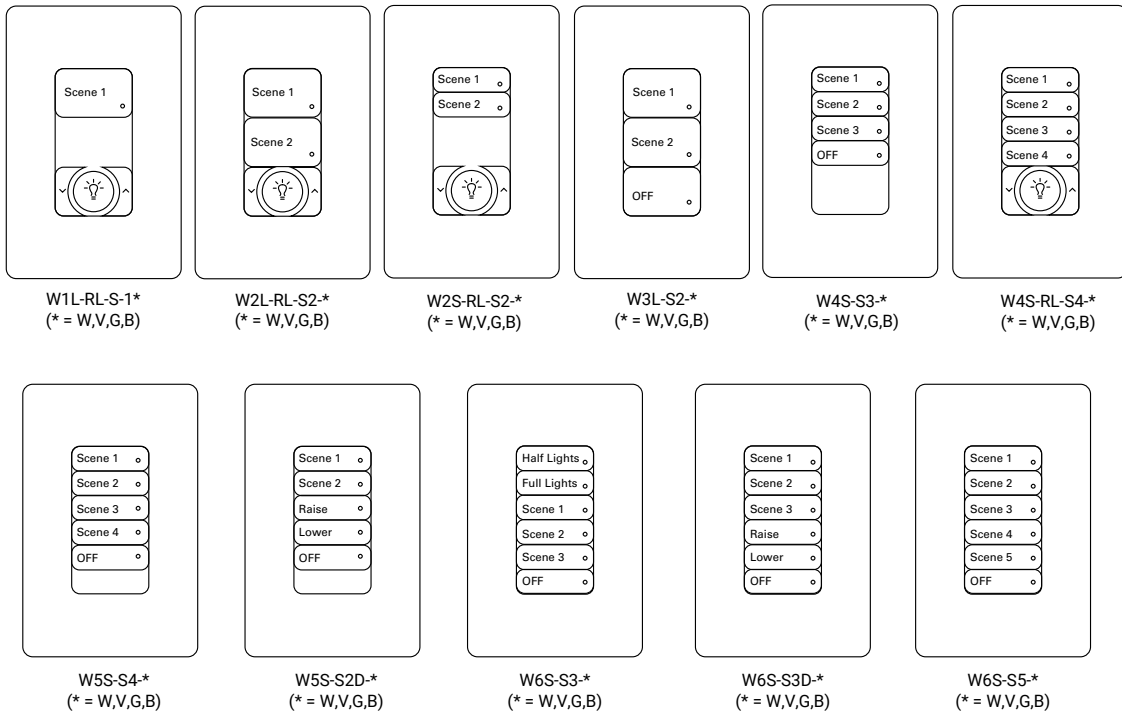 Scene 1
W1L-RL-S-1*
(* = W,V,G,B)
Scene 1
Scene 2
W2L-RL-S2-*
(* = W,V,G,B)
Scene 1
Scene 2
W2S-RL-S2-*
(* = W,V,G,B)
Scene 1
Scene 2
OFF
W3L-S2-*
(* = W,V,G,B)
Scene 1
Scene 2
Scene 3
OFF
W4S-S3-*
(* = W,V,G,B)
Scene 1
Scene 2
Scene 3
Scene 4
W4S-RL-S4-*
(* = W,V,G,B)
Scene 1
Scene 2
Scene 3
Scene 4
OFF
W5S-S4-*
(* = W,V,G,B)
Scene 1
Scene 2
Raise
Lower
OFF
W5S-S2D-*
(* = W,V,G,B)
Half Lights
Full Lights
Scene 1
Scene 2
Scene 3
OFF
W6S-S3-*
(* = W,V,G,B)
Scene 1
Scene 2
Scene 3
Raise
Lower
OFF
W6S-S3D-*
(* = W,V,G,B)
Scene 1
Scene 2
Scene 3
Scene 4
Scene 5
OFF
W6S-S5-*
(* = W,V,G,B)